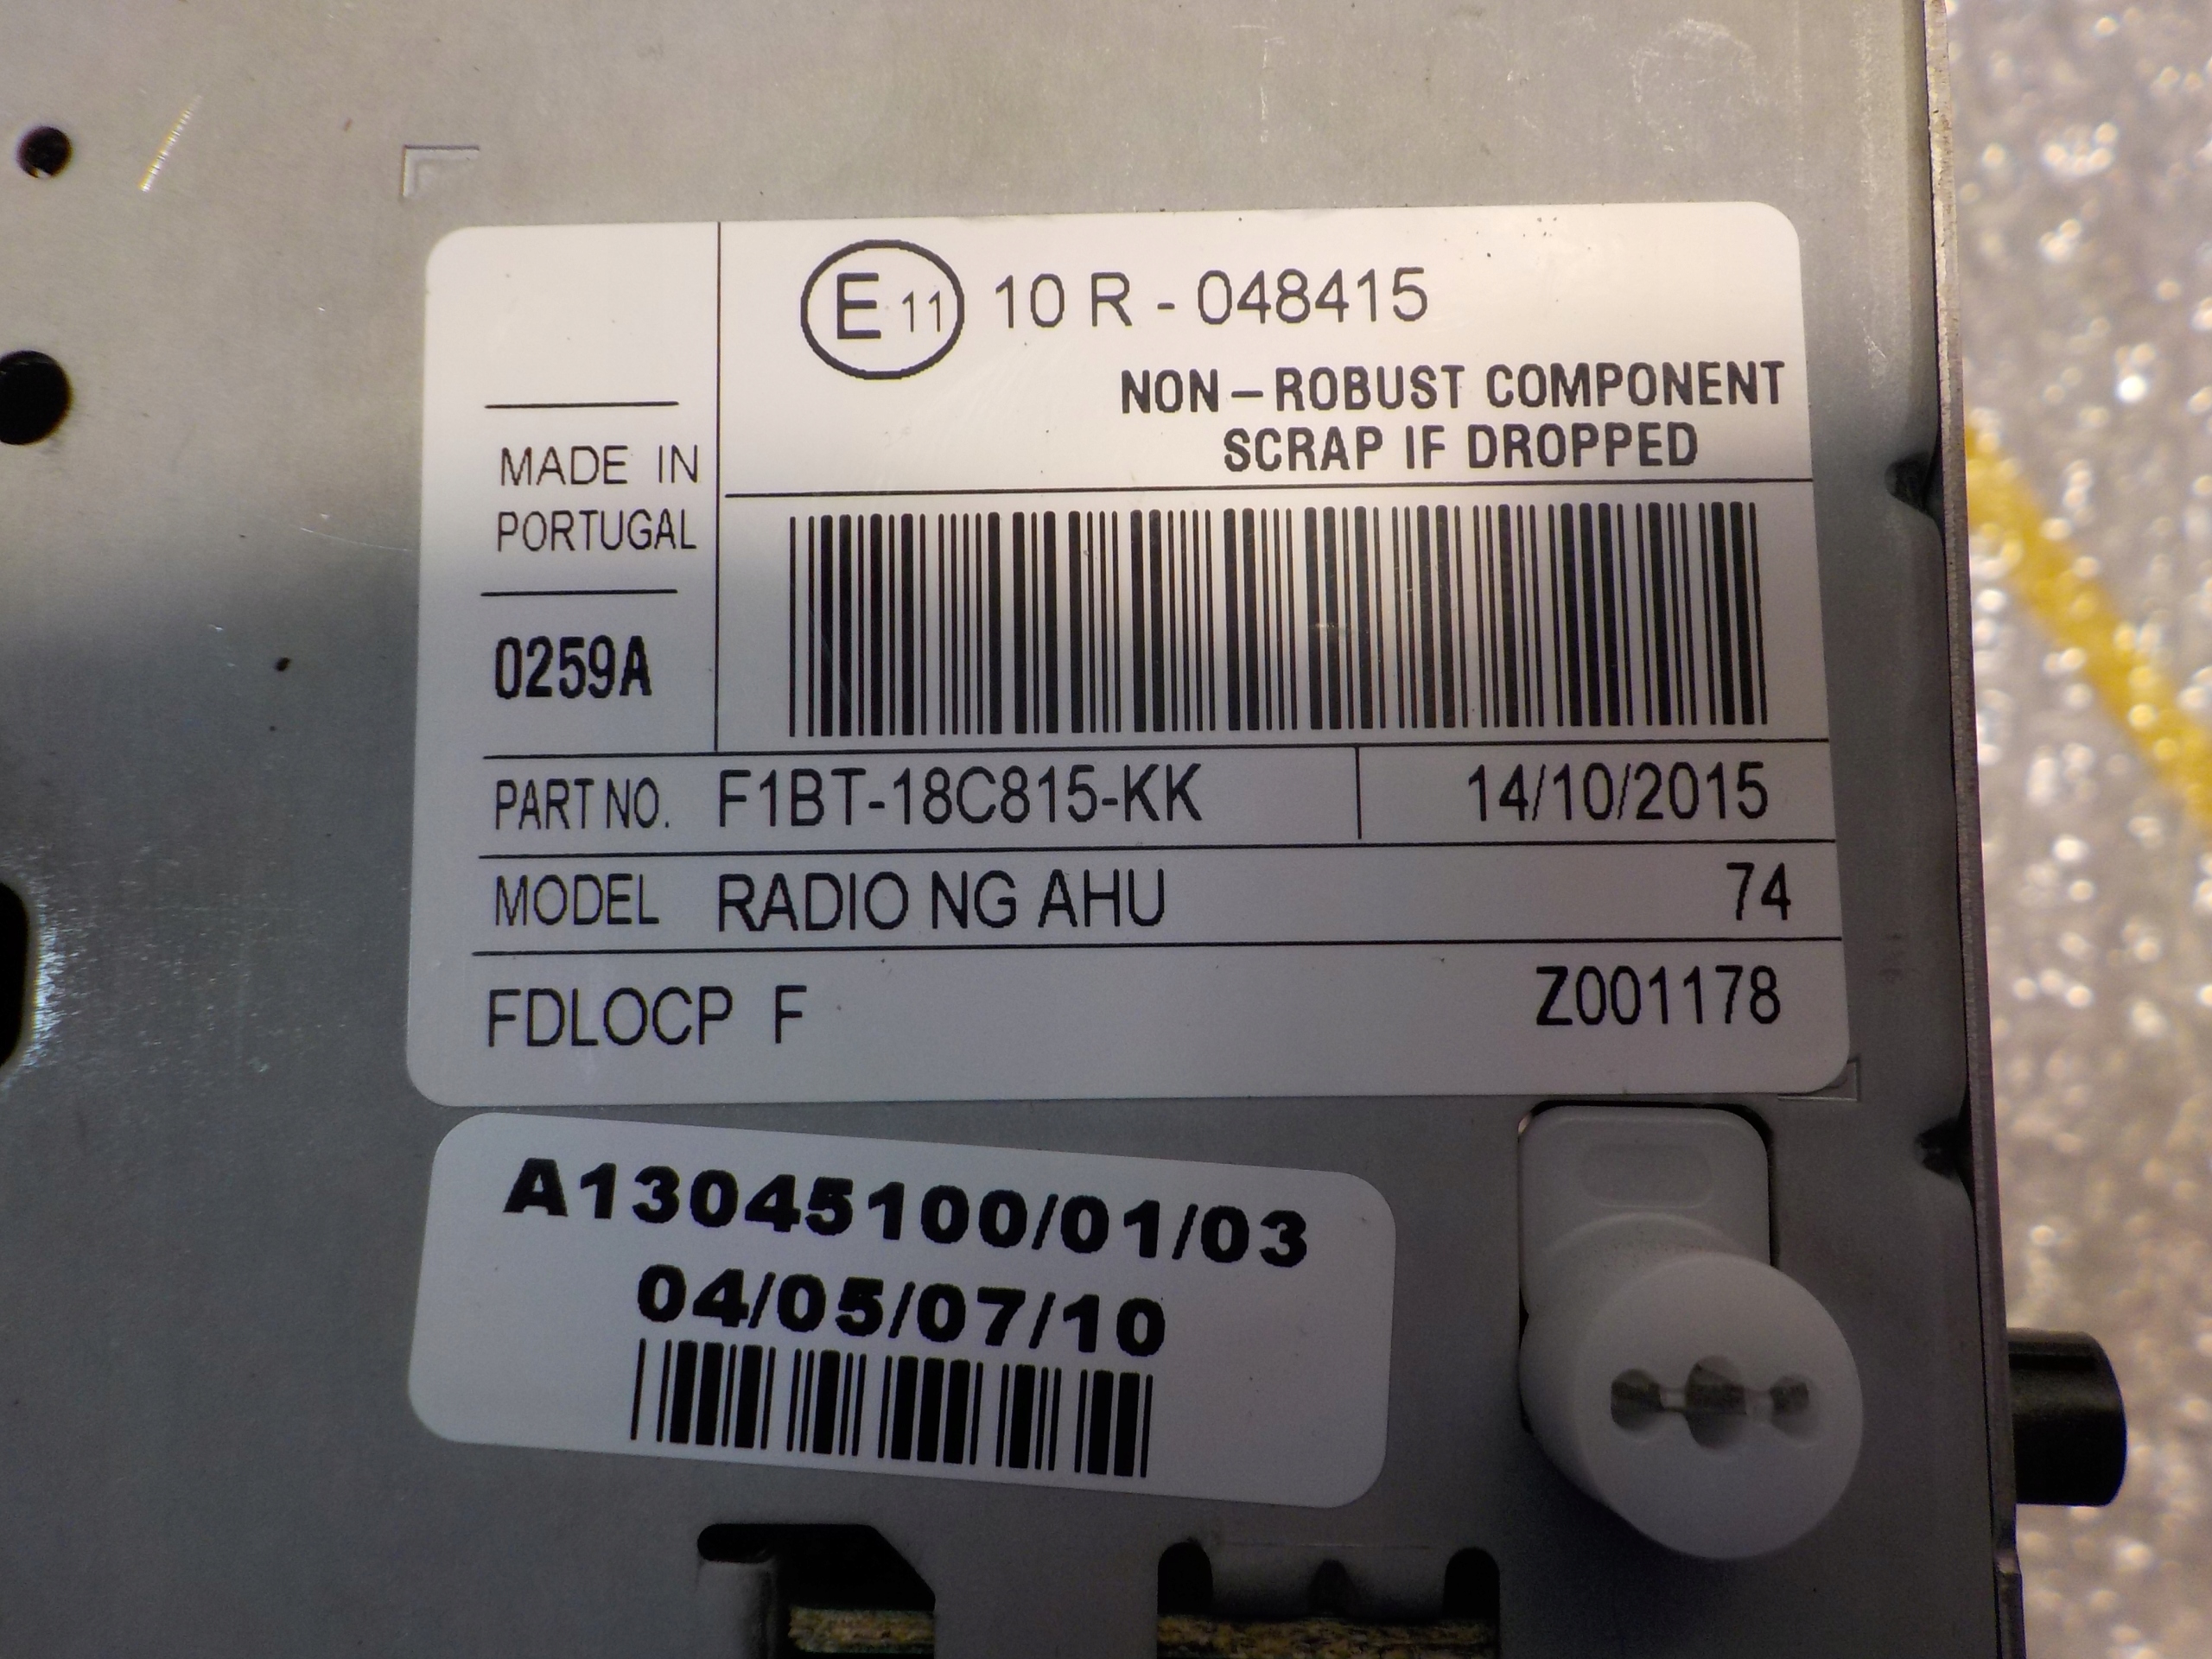 E 11 10 R - 048415
NON-ROBUST COMPONENT
SCRAP IF DROPPED
MADE IN
PORTUGAL
0259A
PART NO. F1BT-18C815-KK 14/10/2015
MODEL RADIO NG AHU 74
FDLOCP F Z001178
A13045100/01/03
04/05/07/10